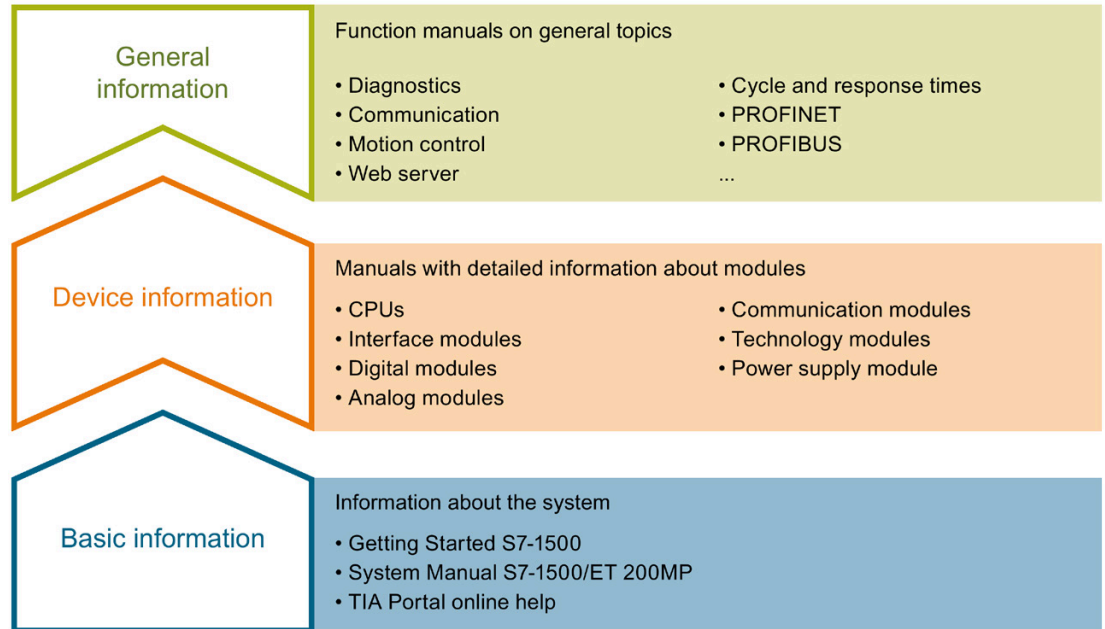 General
information
Function manuals on general topics
• Diagnostics
• Communication
• Motion control
• Web server
• Cycle and response times
• PROFINET
• PROFIBUS
...
Device information
Manuals with detailed information about modules
• CPUs
• Interface modules
• Digital modules
• Analog modules
• Communication modules
• Technology modules
• Power supply module
Basic information
Information about the system
• Getting Started S7-1500
• System Manual S7-1500/ET 200MP
• TIA Portal online help